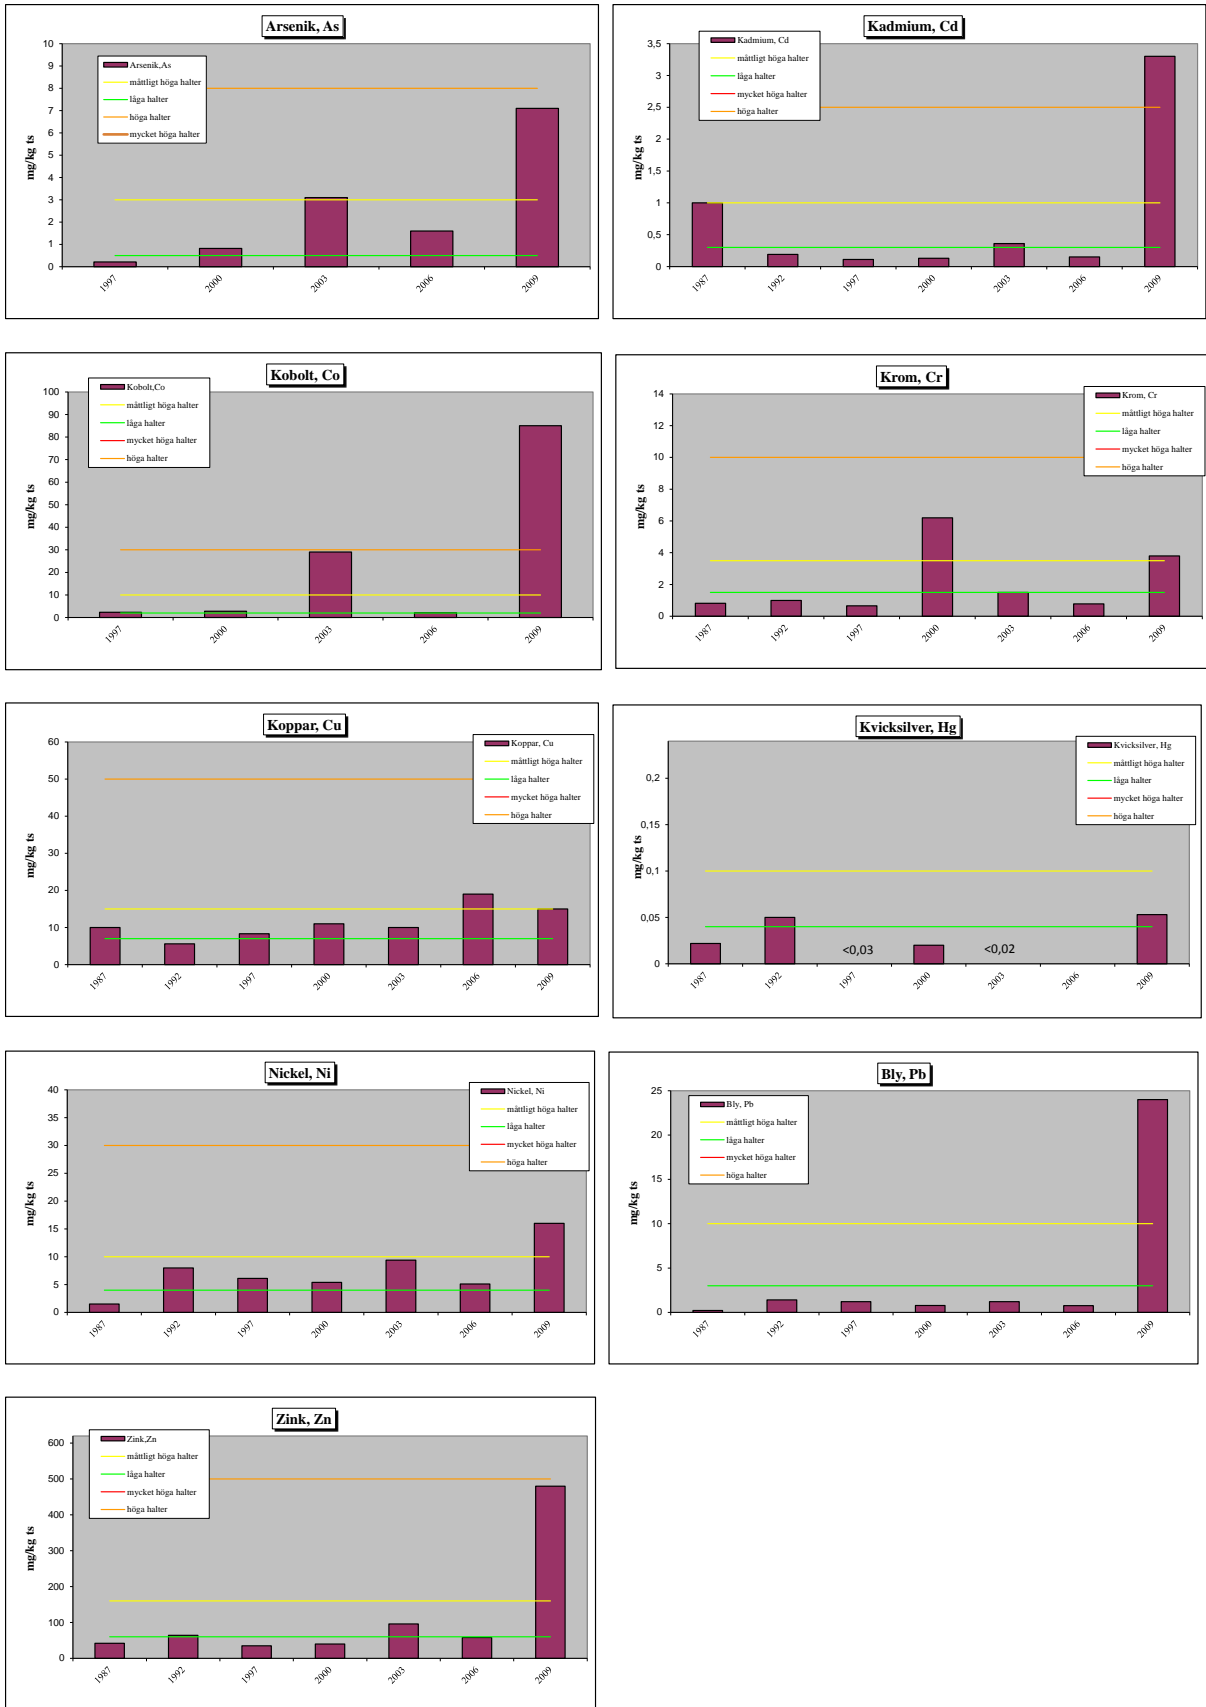 Arsenik, As
10
9
8
7
6
5
4
3
2
1
0
mg/kg ts
Arsenik,As
måttligt höga halter
låga halter
höga halter
mycket höga halter
1997
2000
2003
2006
2009
Kadmium, Cd
3,5
3
2,5
2
1,5
1
0,5
0
mg/kg ts
Kadmium, Cd
måttligt höga halter
låga halter
mycket höga halter
höga halter
1987
1992
1997
2000
2003
2006
2009
Kobolt, Co
100
90
80
70
60
50
40
30
20
10
0
mg/kg ts
Kobolt,Co
måttligt höga halter
låga halter
mycket höga halter
höga halter
1997
2000
2003
2006
2009
Krom, Cr
14
12
10
8
6
4
2
0
mg/kg ts
Krom, Cr
måttligt höga halter
låga halter
mycket höga halter
höga halter
1987
1992
1997
2000
2003
2006
2009
Koppar, Cu
60
50
40
30
20
10
0
mg/kg ts
Koppar, Cu
måttligt höga halter
låga halter
mycket höga halter
höga halter
1987
1992
1997
2000
2003
2006
2009
Kvicksilver, Hg
0,2
0,15
0,1
0,05
0
mg/kg ts
Kvicksilver, Hg
måttligt höga halter
låga halter
mycket höga halter
höga halter
<0,03
<0,02
1987
1992
1997
2000
2003
2006
2009
Nickel, Ni
40
35
30
25
20
15
10
5
0
mg/kg ts
Nickel, Ni
måttligt höga halter
låga halter
mycket höga halter
höga halter
1987
1992
1997
2000
2003
2006
2009
Bly, Pb
25
20
15
10
5
0
mg/kg ts
Bly, Pb
måttligt höga halter
låga halter
mycket höga halter
höga halter
1987
1992
1997
2000
2003
2006
2009
Zink, Zn
600
500
400
300
200
100
0
mg/kg ts
Zink,Zn
måttligt höga halter
låga halter
mycket höga halter
höga halter
1987
1992
1997
2000
2003
2006
2009